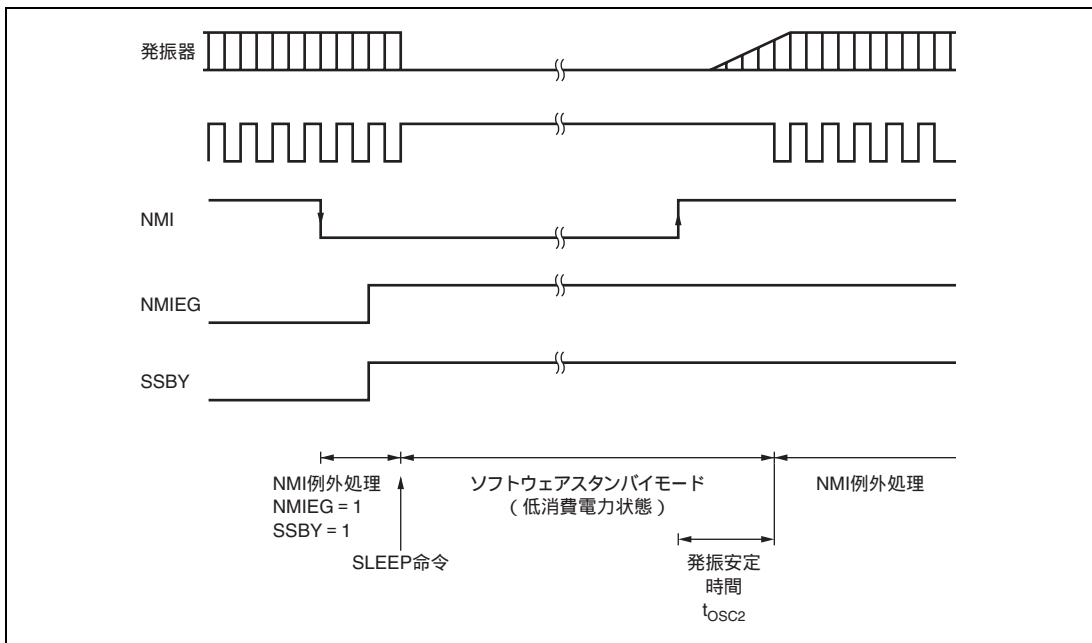 発振器
NMI
NMIEG
SSBY
NMI例外処理
NMIEG = 1
SSBY = 1
SLEEP命令
ソフトウェアスタンバイモード
(低消費電力状態)
NMI例外処理
発振安定
時間
tOSC2